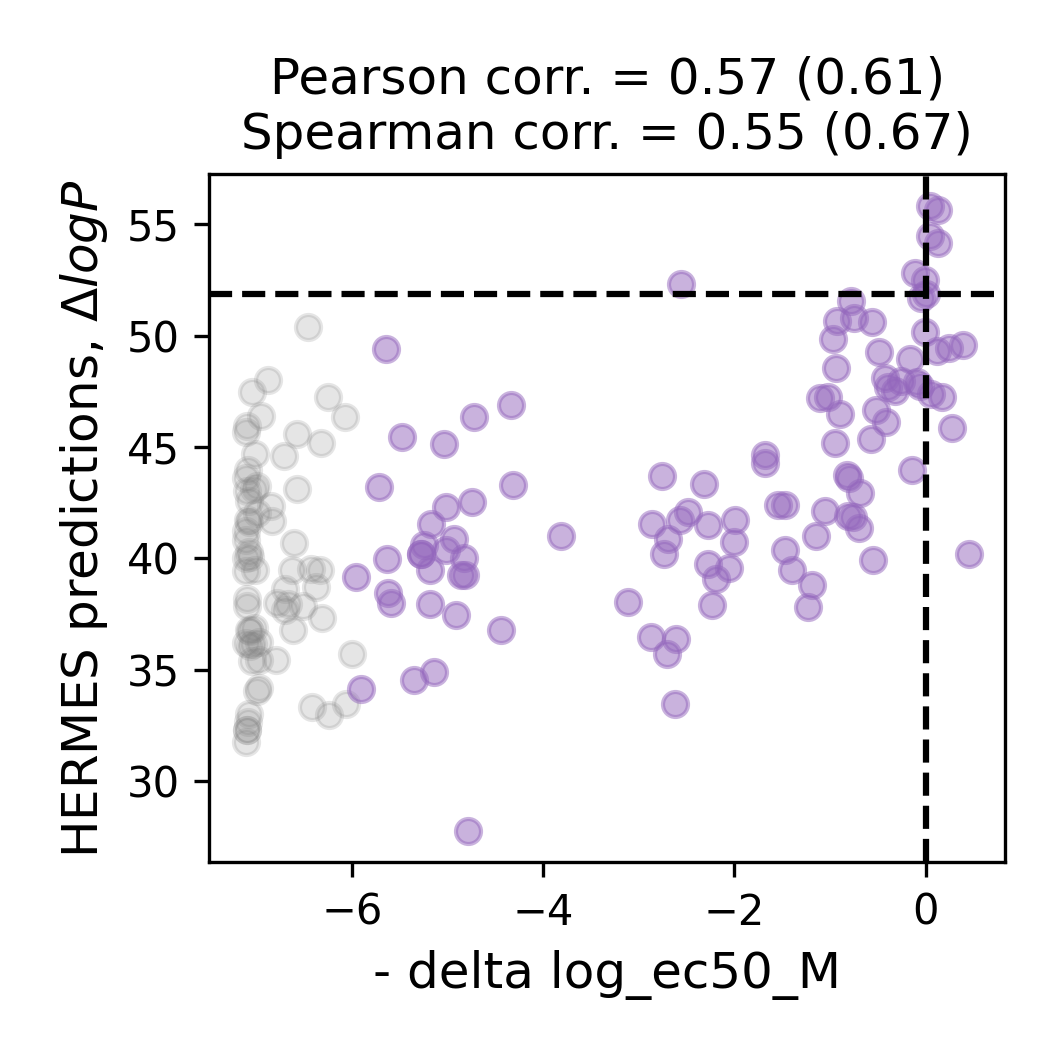 Pearson corr. = 0.57 (0.61)
Spearman corr. = 0.55 (0.67)
HERMES predictions, ΔlogP
55
50
45
40
35
30
−6
−4
−2
0
- delta log_ec50_M